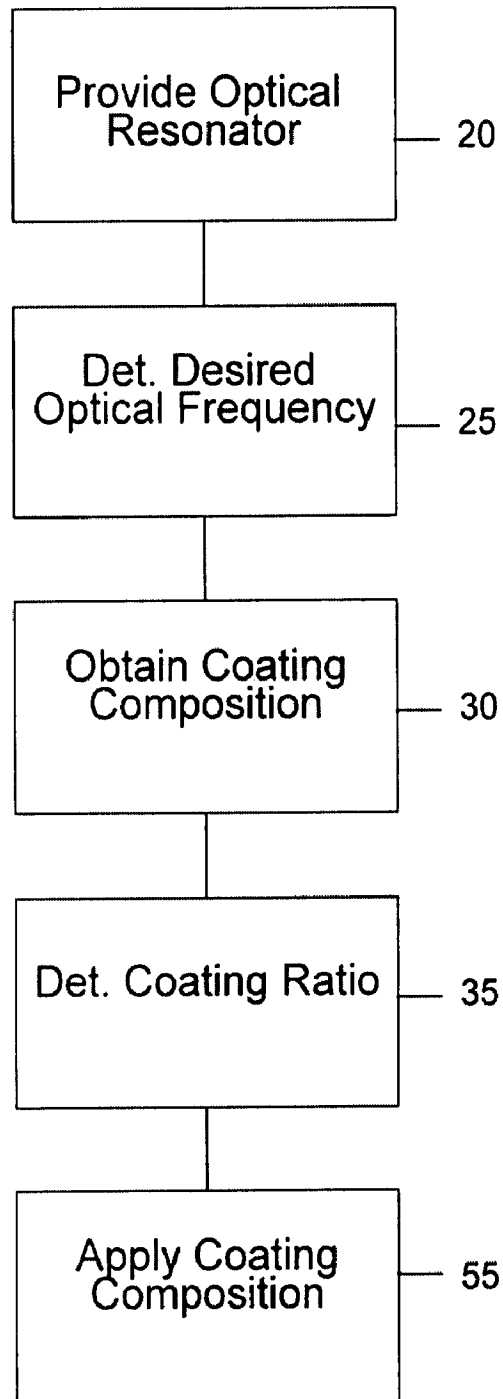 Provide Optical
Resonator
20
Det. Desired
Optical Frequency
25
Obtain Coating
Composition
30
Det. Coating Ratio
35
Apply Coating
Composition
55